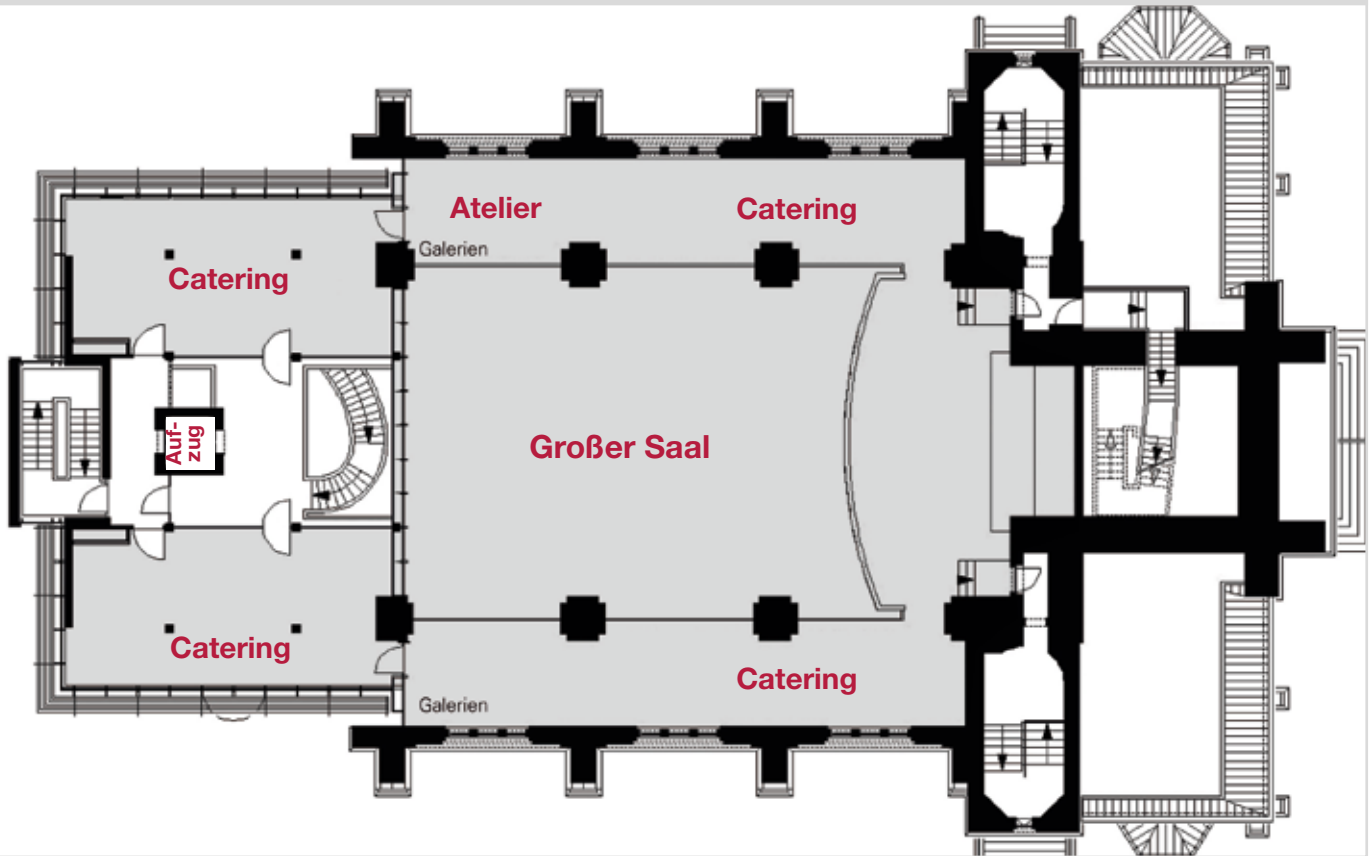 Atelier
Catering
Galerien
Catering
Auf-
zug
Großer Saal
Catering
Catering
Galerien